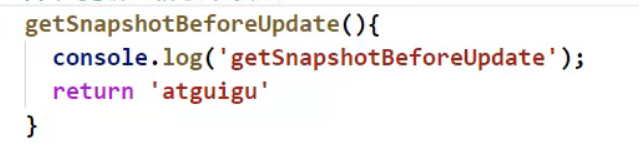 getSnapshotBeforeUpdate(){
console.log('getSnapshotBeforeUpdate');
return 'atguigu'
}